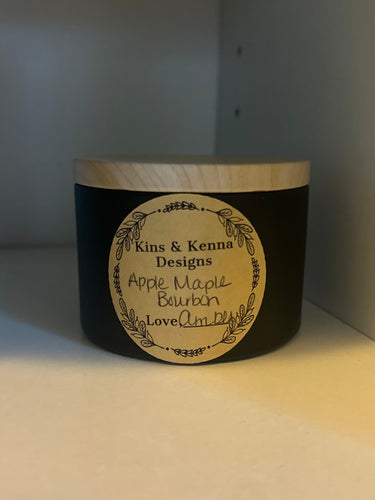 Kins & Kenna
Designs
Apple Maple
Bourbon
Love, Amber